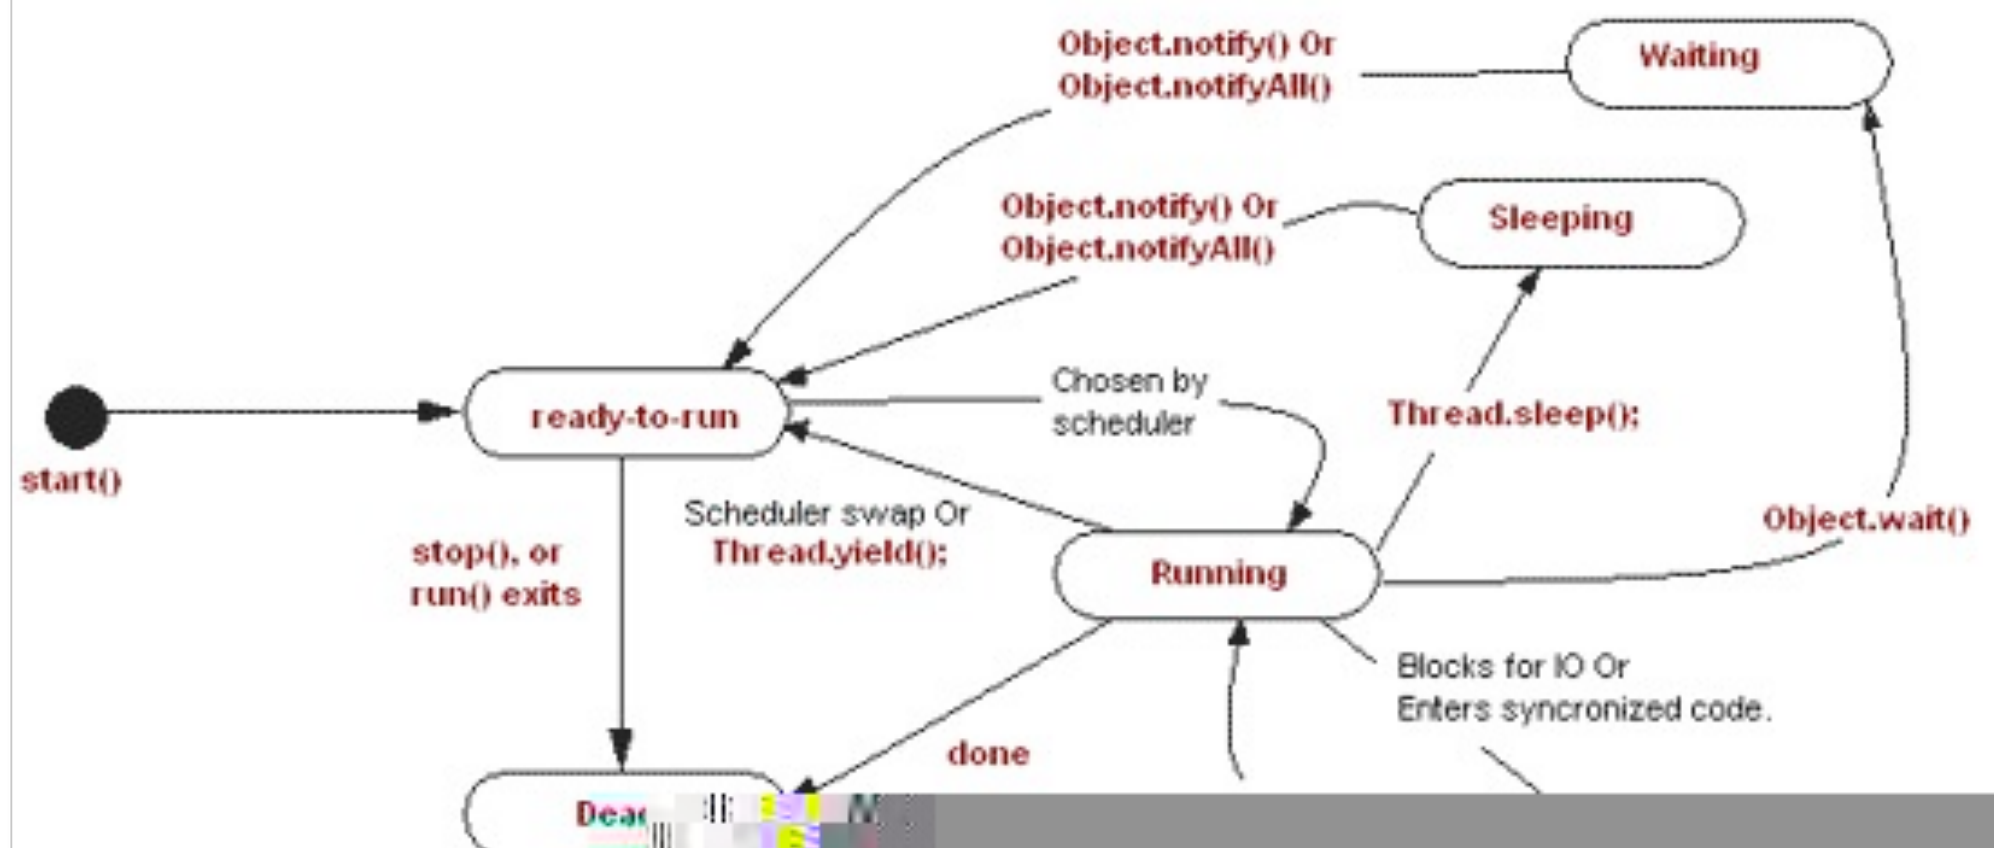 Object.notify() Or
Object.notifyAll()
Waiting
Object.notify() Or
Object.notifyAll()
Sleeping
Chosen by
scheduler
ready-to-run
Thread.sleep();
start()
Scheduler swap Or
Thread.yield();
Object.wait()
stop(), or
run() exits
Running
Blocks for IO Or
Enters syncronized code.
done